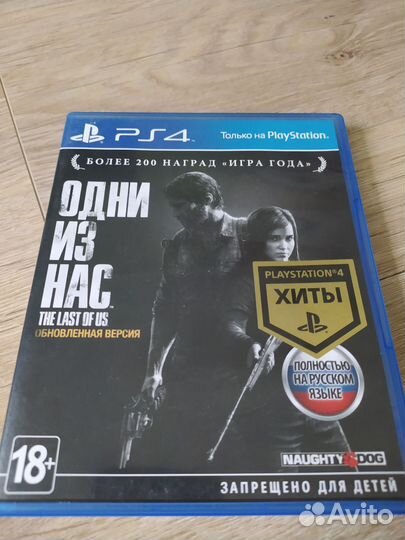 PS4
Только на PlayStation.
БОЛЕЕ 200 НАГРАД «ИГРА ГОДА»
ОДНИ
ИЗ
НАС
THE LAST OF US
ОБНОВЛЕННАЯ ВЕРСИЯ
PLAYSTATION®4
ХИТЫ
ПОЛНОСТЬЮ
НА РУССКОМ
ЯЗЫКЕ
18+
NAUGHTY DOG
ЗАПРЕЩЕНО ДЛЯ ДЕТЕЙ
Avito